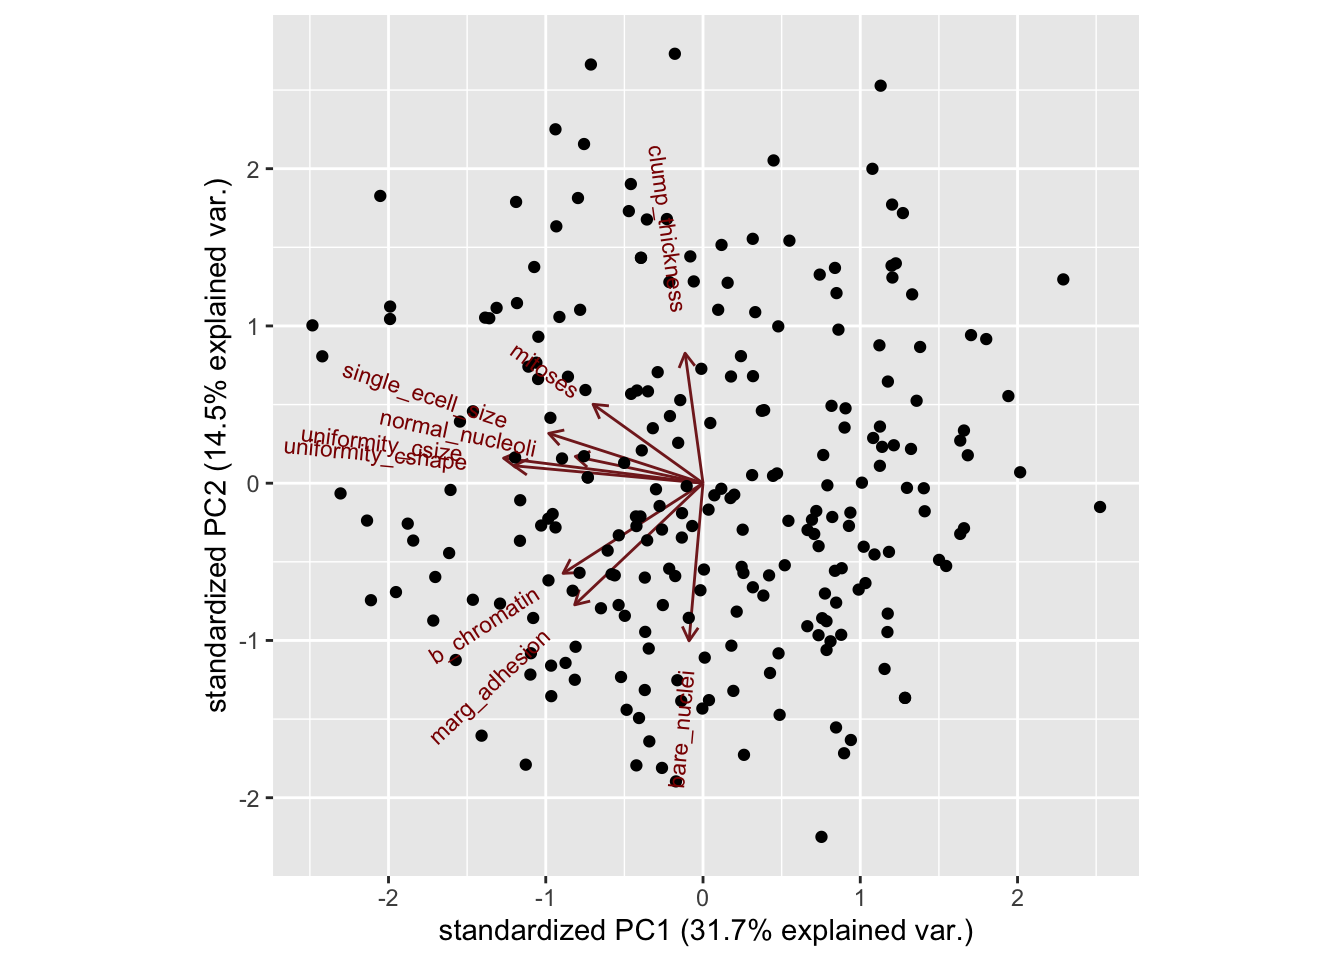 clump_thickness
mitoses
single_ecell_size
normal_nucleoli
uniformity_csize
uniformity_cshape
b_chromatin
marg_adhesion
bare_nuclei
2
1
0
-1
-2
-2
-1
0
1
2
standardized PC2 (14.5% explained var.)
standardized PC1 (31.7% explained var.)